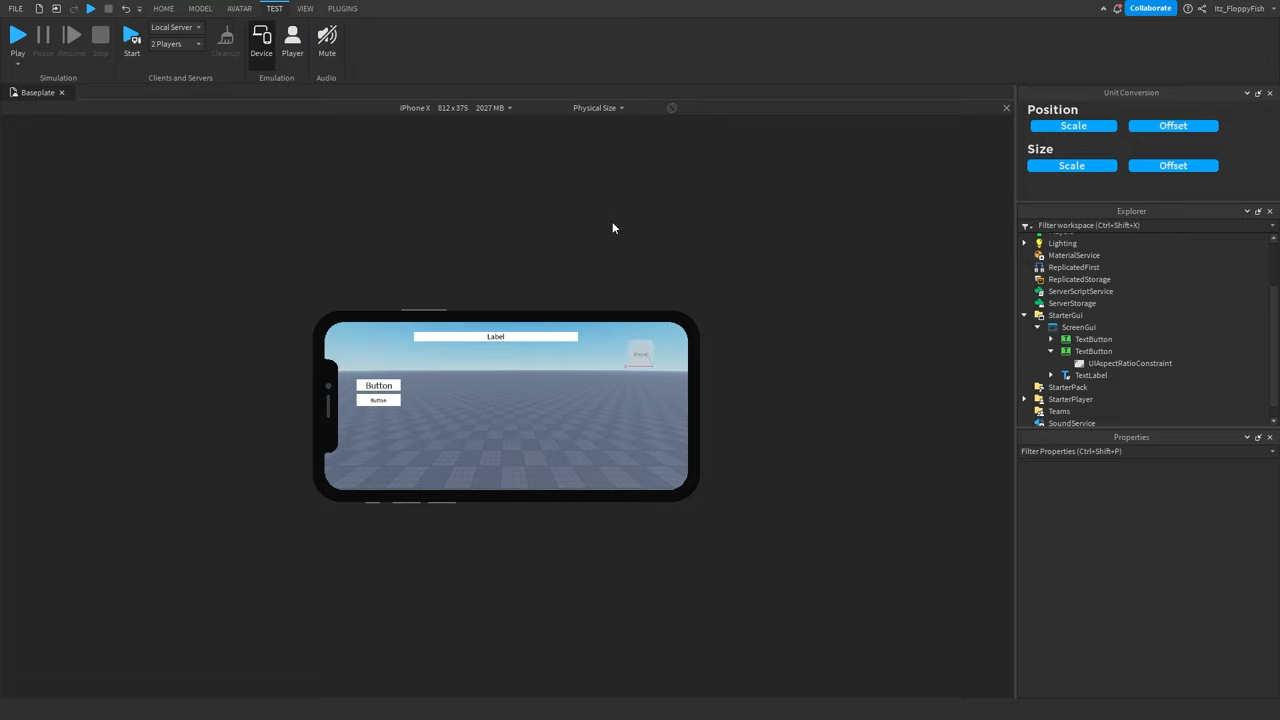 FILE HOME MODEL AVATAR TEST VIEW PLUGINS Collaborate Itz_FloppyFish
Play Pause Resume Stop Start Local Server 2 Players Cleanup Device Player Mute
Simulation Clients and Servers Emulation Audio
Baseplate
iPhone X 812 x 375 2027 MB Physical Size
Label
Front
Button
Button
Unit Conversion
Position
Scale Offset
Size
Scale Offset
Explorer
Filter workspace (Ctrl+Shift+X)
Lighting
MaterialService
ReplicatedFirst
ReplicatedStorage
ServerScriptService
ServerStorage
StarterGui
ScreenGui
TextButton
TextButton
UIAspectRatioConstraint
TextLabel
StarterPack
StarterPlayer
Teams
SoundService
Properties
Filter Properties (Ctrl+Shift+P)